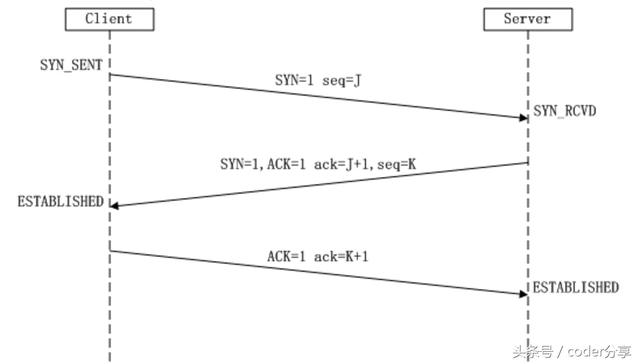 Client Server
SYN_SENT
SYN=1 seq=J
SYN_RCVD
SYN=1,ACK=1 ack=J+1,seq=K
ESTABLISHED
ACK=1 ack=K+1
ESTABLISHED
头条号 / coder分享